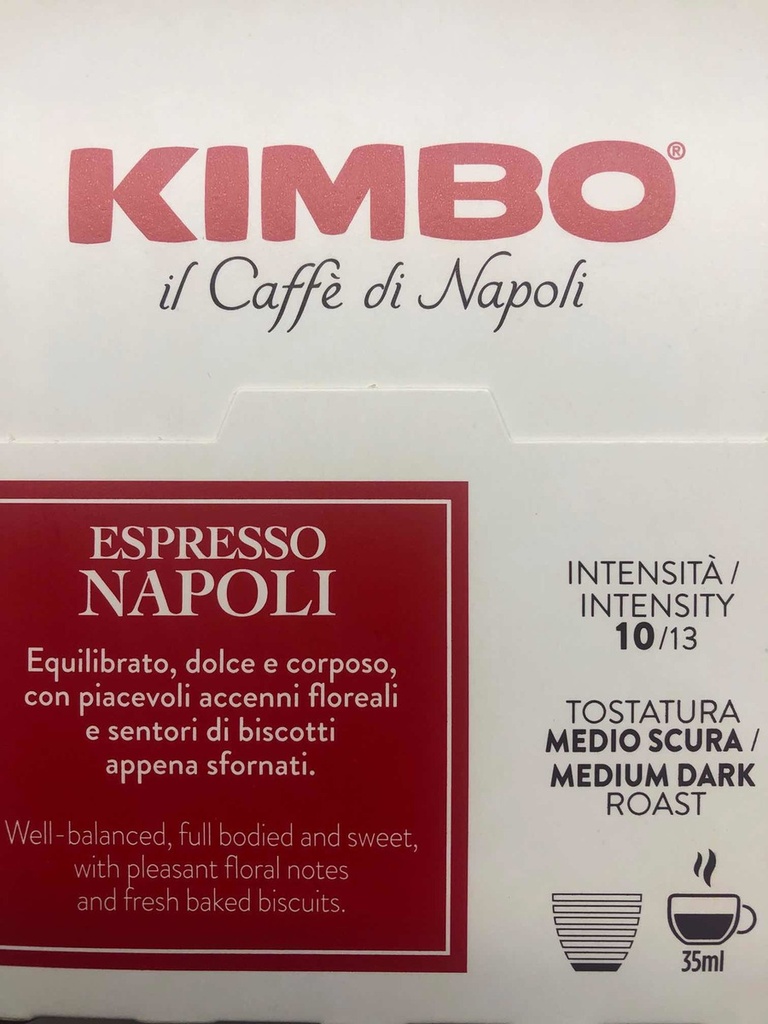 KIMBO®
il Caffè di Napoli
ESPRESSO
NAPOLI
Equilibrato, dolce e corposo,
con piacevoli accenni floreali
e sentori di biscotti
appena sfornati.
Well-balanced, full bodied and sweet,
with pleasant floral notes
and fresh baked biscuits.
INTENSITÀ /
INTENSITY
10/13
TOSTATURA
MEDIO SCURA /
MEDIUM DARK
ROAST
35ml